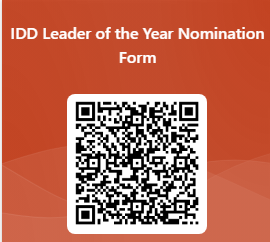 IDD Leader of the Year Nomination
Form